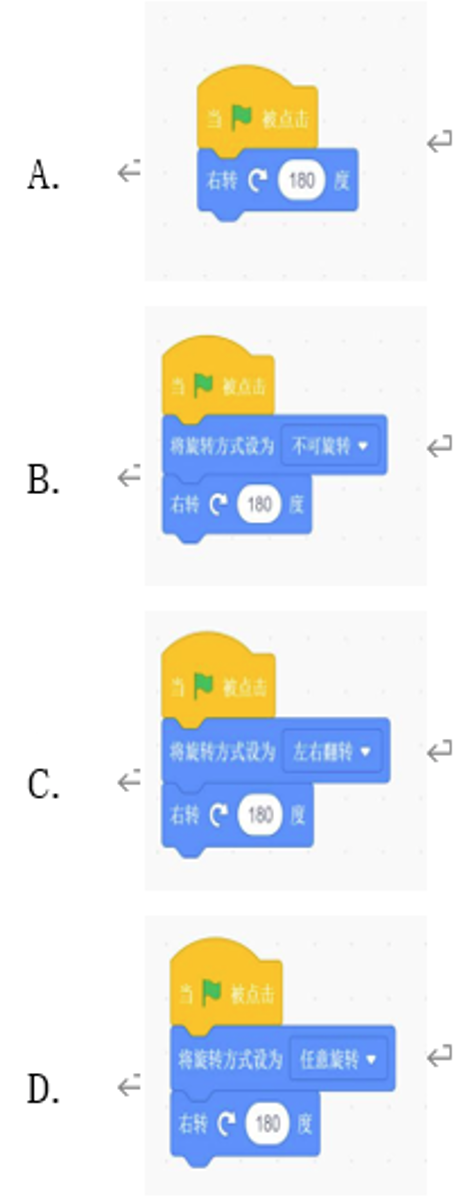 当 被点击
A.
右转 180 度
当 被点击
将旋转方式设为 不可旋转
B.
右转 180 度
当 被点击
将旋转方式设为 左右翻转
C.
右转 180 度
当 被点击
将旋转方式设为 任意旋转
D.
右转 180 度